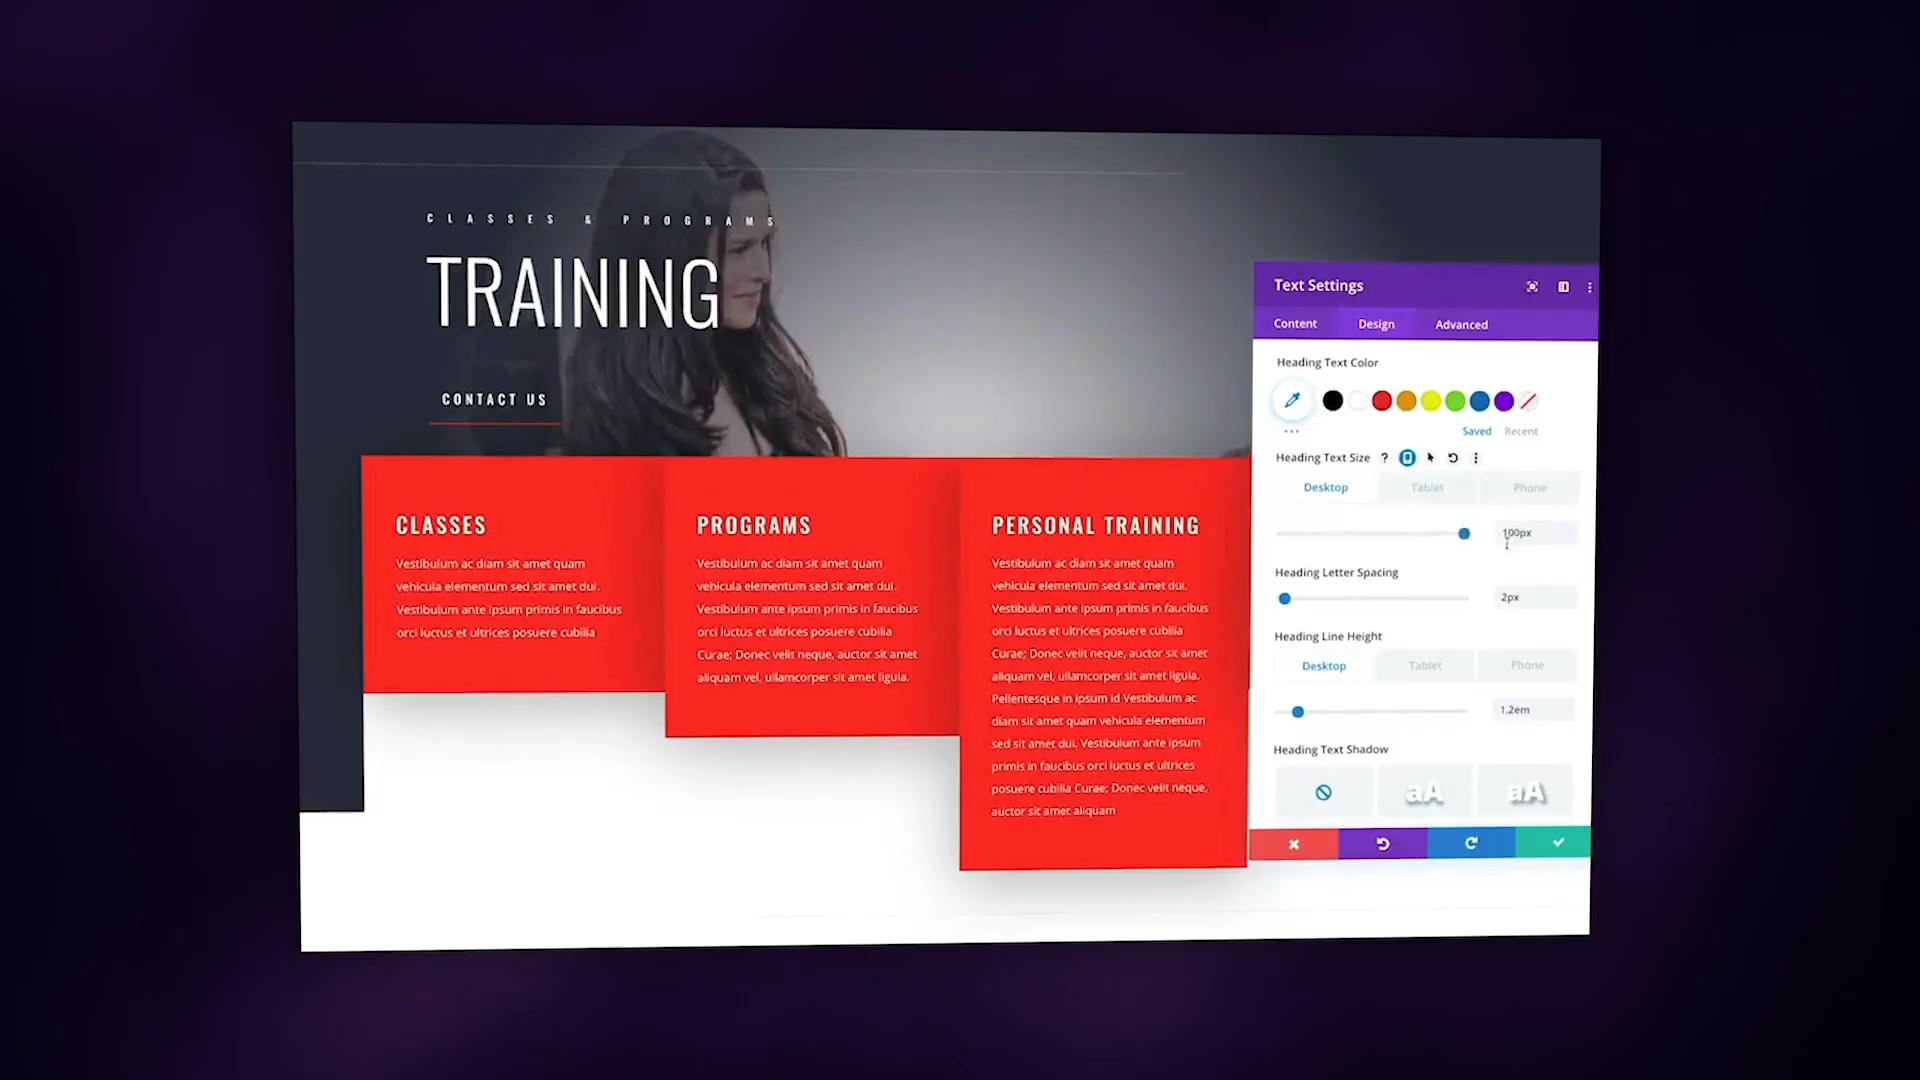 CLASSES & PROGRAMS
TRAINING
CONTACT US
CLASSES
Vestibulum ac diam sit amet quam
vehicula elementum sed sit amet dui.
Vestibulum ante ipsum primis in faucibus
orci luctus et ultrices posuere cubilia
PROGRAMS
Vestibulum ac diam sit amet quam
vehicula elementum sed sit amet dui.
Vestibulum ante ipsum primis in faucibus
orci luctus et ultrices posuere cubilia
Curae; Donec velit neque, auctor sit amet
aliquam vel, ullamcorper sit amet ligula.
PERSONAL TRAINING
Vestibulum ac diam sit amet quam
vehicula elementum sed sit amet dui.
Vestibulum ante ipsum primis in faucibus
orci luctus et ultrices posuere cubilia
Curae; Donec velit neque, auctor sit amet
aliquam vel, ullamcorper sit amet ligula.
Pellentesque in ipsum id Vestibulum ac
diam sit amet quam vehicula elementum
sed sit amet dui. Vestibulum ante ipsum
primis in faucibus orci luctus et ultrices
posuere cubilia Curae; Donec velit neque,
auctor sit amet aliquam
Text Settings
Content Design Advanced
Heading Text Color
Saved Recent
Heading Text Size ?
Desktop Tablet Phone
100px
Heading Letter Spacing
2px
Heading Line Height
Desktop Tablet Phone
1.2em
Heading Text Shadow
aA aA